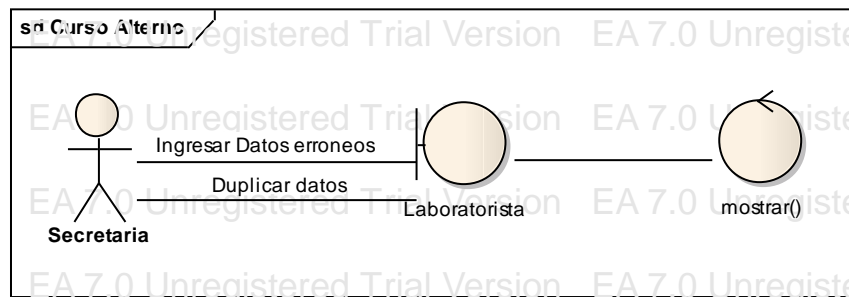 sd Curso Alterno
EA 7.0 Unregistered Trial Version EA 7.0 Unregiste
EA 7.0 Unregistered Trial Version EA 7.0 Unregiste
Ingresar Datos erroneos
Duplicar datos
EA 7.0 Unregistered Trial Version EA 7.0 Unregiste
Laboratorista
mostrar()
Secretaria
EA 7.0 Unregistered Trial Version EA 7.0 Unregiste